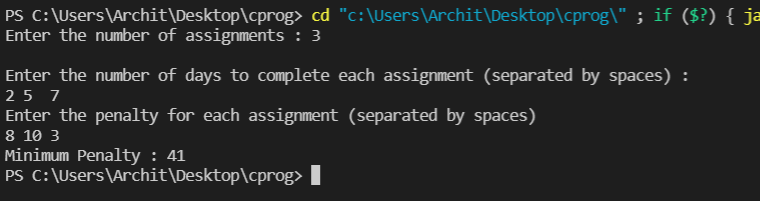 PS C:\Users\Archit\Desktop\cprog> cd "c:\Users\Archit\Desktop\cprog\" ; if ($?) { ja
Enter the number of assignments : 3

Enter the number of days to complete each assignment (separated by spaces) :
2 5  7
Enter the penalty for each assignment (separated by spaces)
8 10 3
Minimum Penalty : 41
PS C:\Users\Archit\Desktop\cprog>